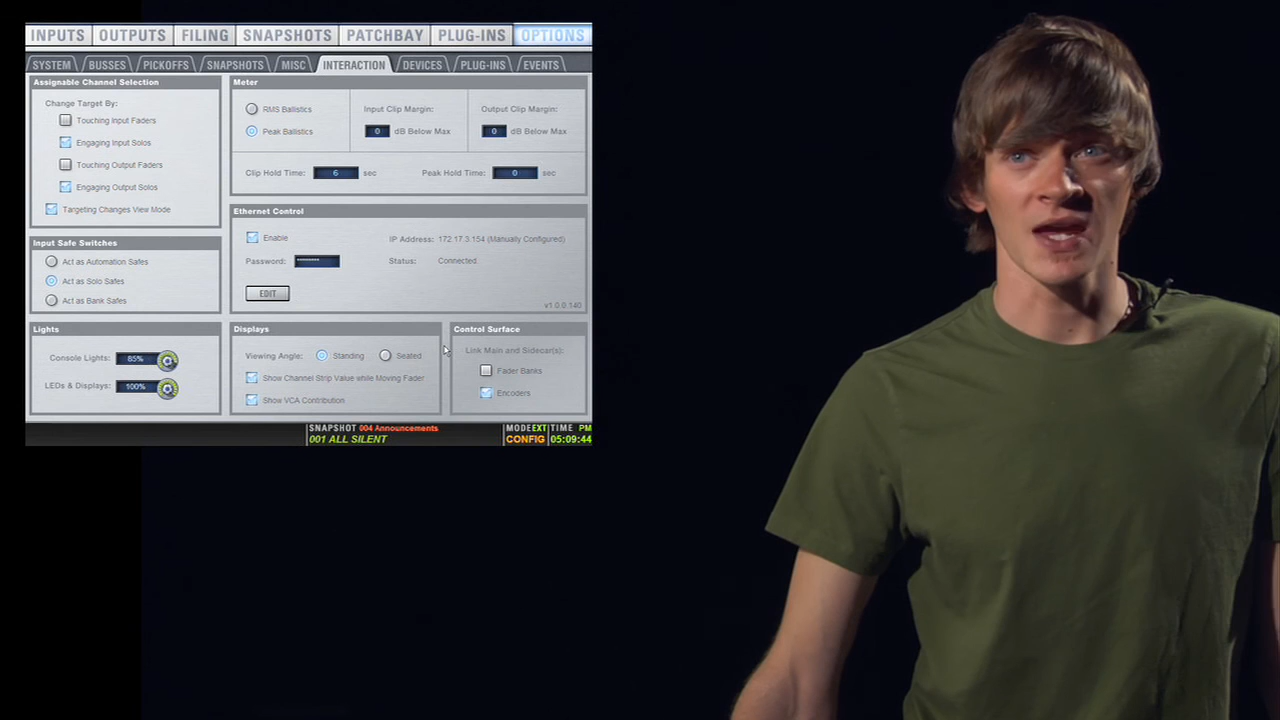 INPUTS OUTPUTS FILING SNAPSHOTS PATCHBAY PLUG-INS OPTIONS
SYSTEM BUSSES PICKOFFS SNAPSHOTS MISC INTERACTION DEVICES PLUG-INS EVENTS
Assignable Channel Selection
Change Target By:
Touching Input Faders
Engaging Input Solos
Touching Output Faders
Engaging Output Solos
Targeting Changes View Mode
Meter
RMS Ballistics
Peak Ballistics
Input Clip Margin:
0 dB Below Max
Output Clip Margin:
0 dB Below Max
Clip Hold Time: 6 sec
Peak Hold Time: 0 sec
Input Safe Switches
Act as Automation Safes
Act as Solo Safes
Act as Bank Safes
Ethernet Control
Enable
IP Address: 172.17.3.154 (Manually Configured)
Password: ********
Status: Connected.
EDIT
v1.0.0.140
Lights
Console Lights: 85%
LEDs & Displays: 100%
Displays
Viewing Angle: Standing Seated
Show Channel Strip Value while Moving Fader
Show VCA Contribution
Control Surface
Link Main and Sidecar(s):
Fader Banks
Encoders
SNAPSHOT 004 Announcements
001 ALL SILENT
MODE EXT TIME PM
CONFIG 05:09:44